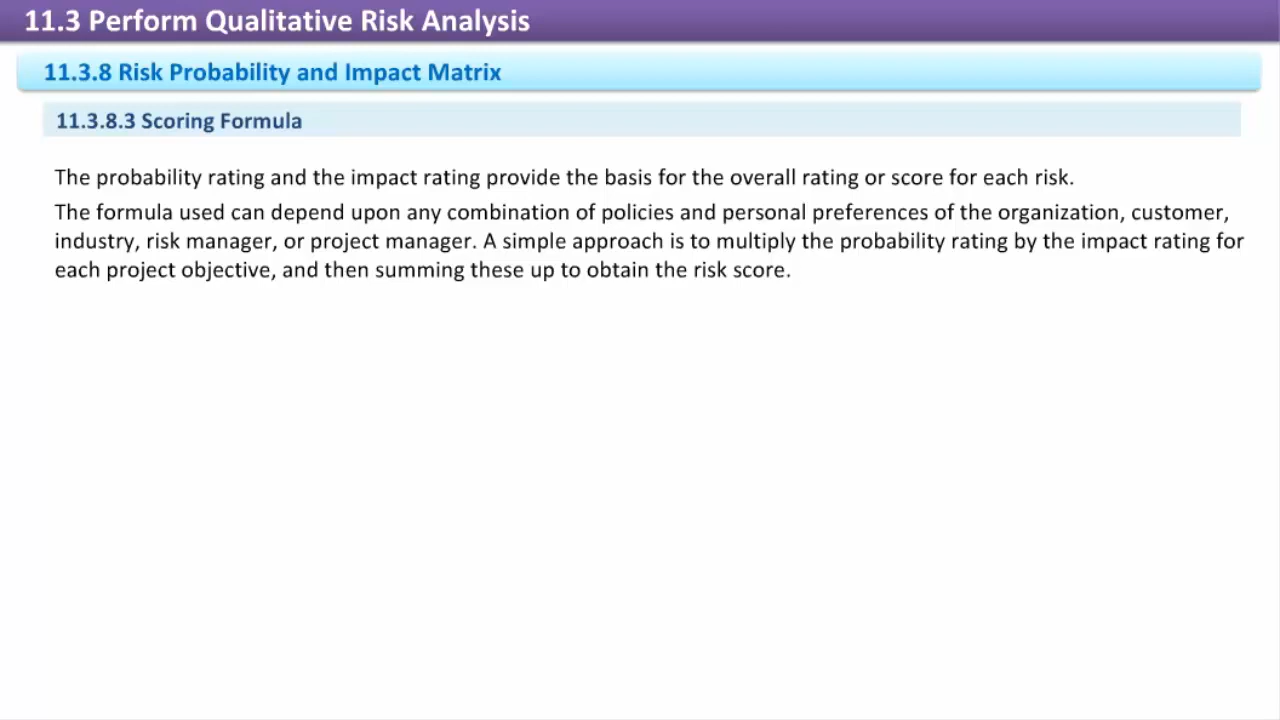 11.3 Perform Qualitative Risk Analysis
11.3.8 Risk Probability and Impact Matrix
11.3.8.3 Scoring Formula
The probability rating and the impact rating provide the basis for the overall rating or score for each risk.
The formula used can depend upon any combination of policies and personal preferences of the organization, customer,
industry, risk manager, or project manager. A simple approach is to multiply the probability rating by the impact rating for
each project objective, and then summing these up to obtain the risk score.